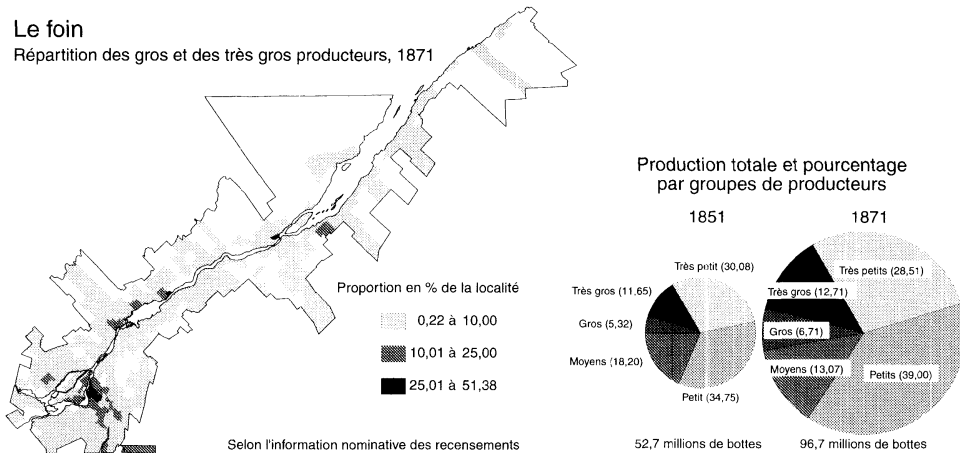 Le foin
Répartition des gros et des très gros producteurs, 1871
Proportion en % de la localité
0,22 à 10,00
10,01 à 25,00
25,01 à 51,38
Selon l'information nominative des recensements
Production totale et pourcentage
par groupes de producteurs
1851
Très petit (30,08)
Très gros (11,65)
Gros (5,32)
Moyens (18,20)
Petit (34,75)
52,7 millions de bottes
1871
Très petits (28,51)
Très gros (12,71)
Gros (6,71)
Moyens (13,07)
Petits (39,00)
96,7 millions de bottes